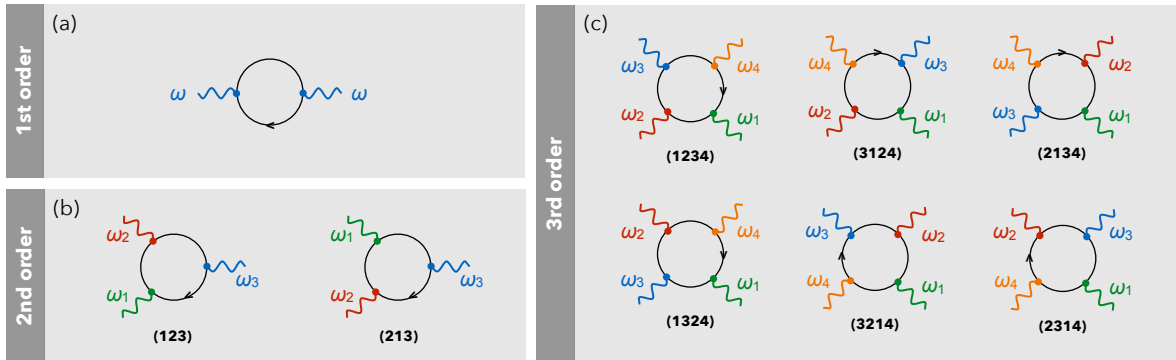 1st order
(a)
ω ω
2nd order
(b)
ω2
ω1
ω3
(123)
ω1
ω2
ω3
(213)
3rd order
(c)
ω3 ω4
ω2 ω1
(1234)
ω4 ω3
ω2 ω1
(3124)
ω4 ω2
ω3 ω1
(2134)
ω2 ω4
ω3 ω1
(1324)
ω3 ω2
ω4 ω1
(3214)
ω2 ω3
ω4 ω1
(2314)